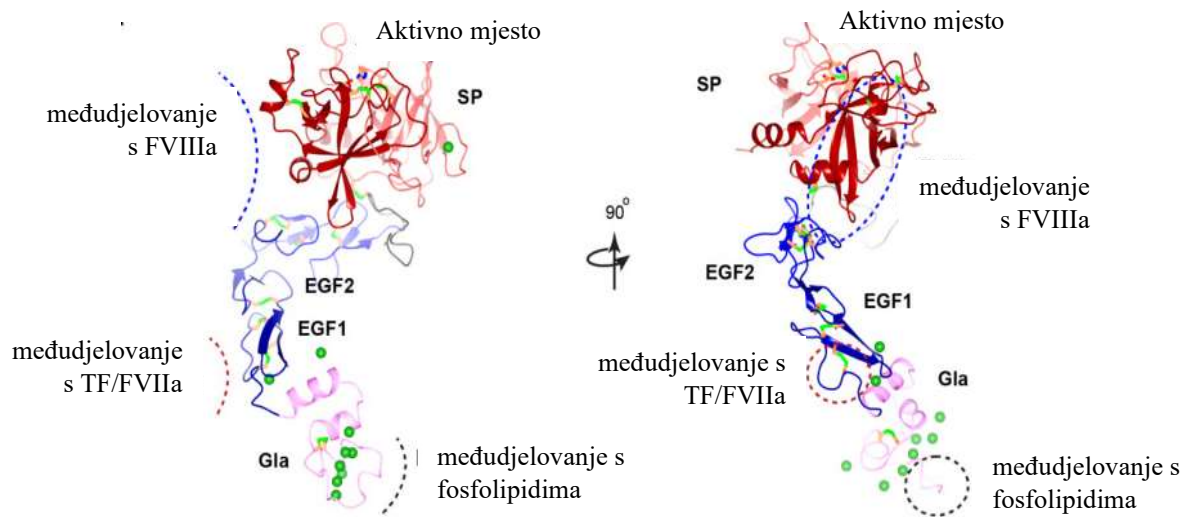 Aktivno mjesto
SP
međudjelovanje
s FVIIIa
EGF2
EGF1
međudjelovanje
s TF/FVIIa
Gla
međudjelovanje s
fosfolipidima
90°
Aktivno mjesto
SP
međudjelovanje
s FVIIIa
EGF2
EGF1
međudjelovanje s
TF/FVIIa
Gla
međudjelovanje s
fosfolipidima